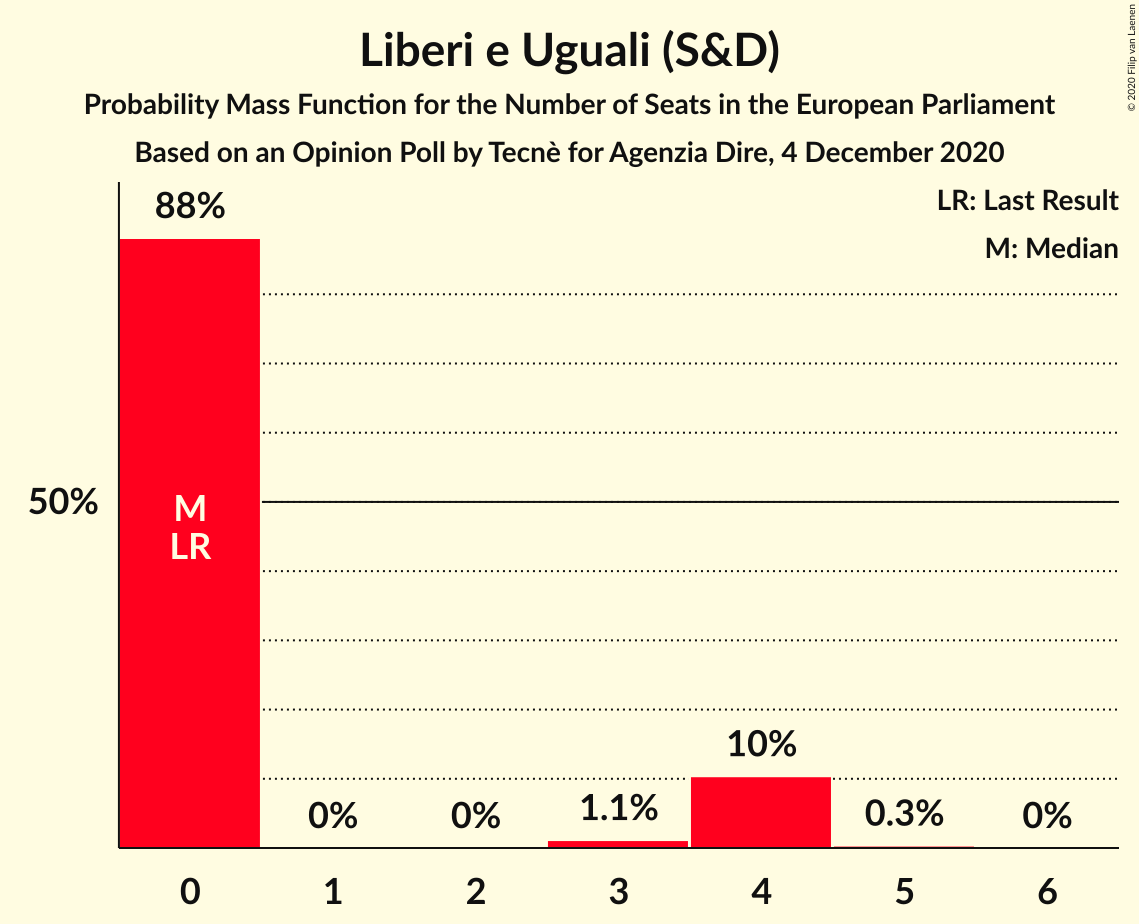 Liberi e Uguali (S&D)
Probability Mass Function for the Number of Seats in the European Parliament
Based on an Opinion Poll by Tecnè for Agenzia Dire, 4 December 2020
© 2020 Filip van Laenen
LR: Last Result
M: Median
88%
50%
M
LR
0%
0%
1.1%
10%
0.3%
0%
0
1
2
3
4
5
6